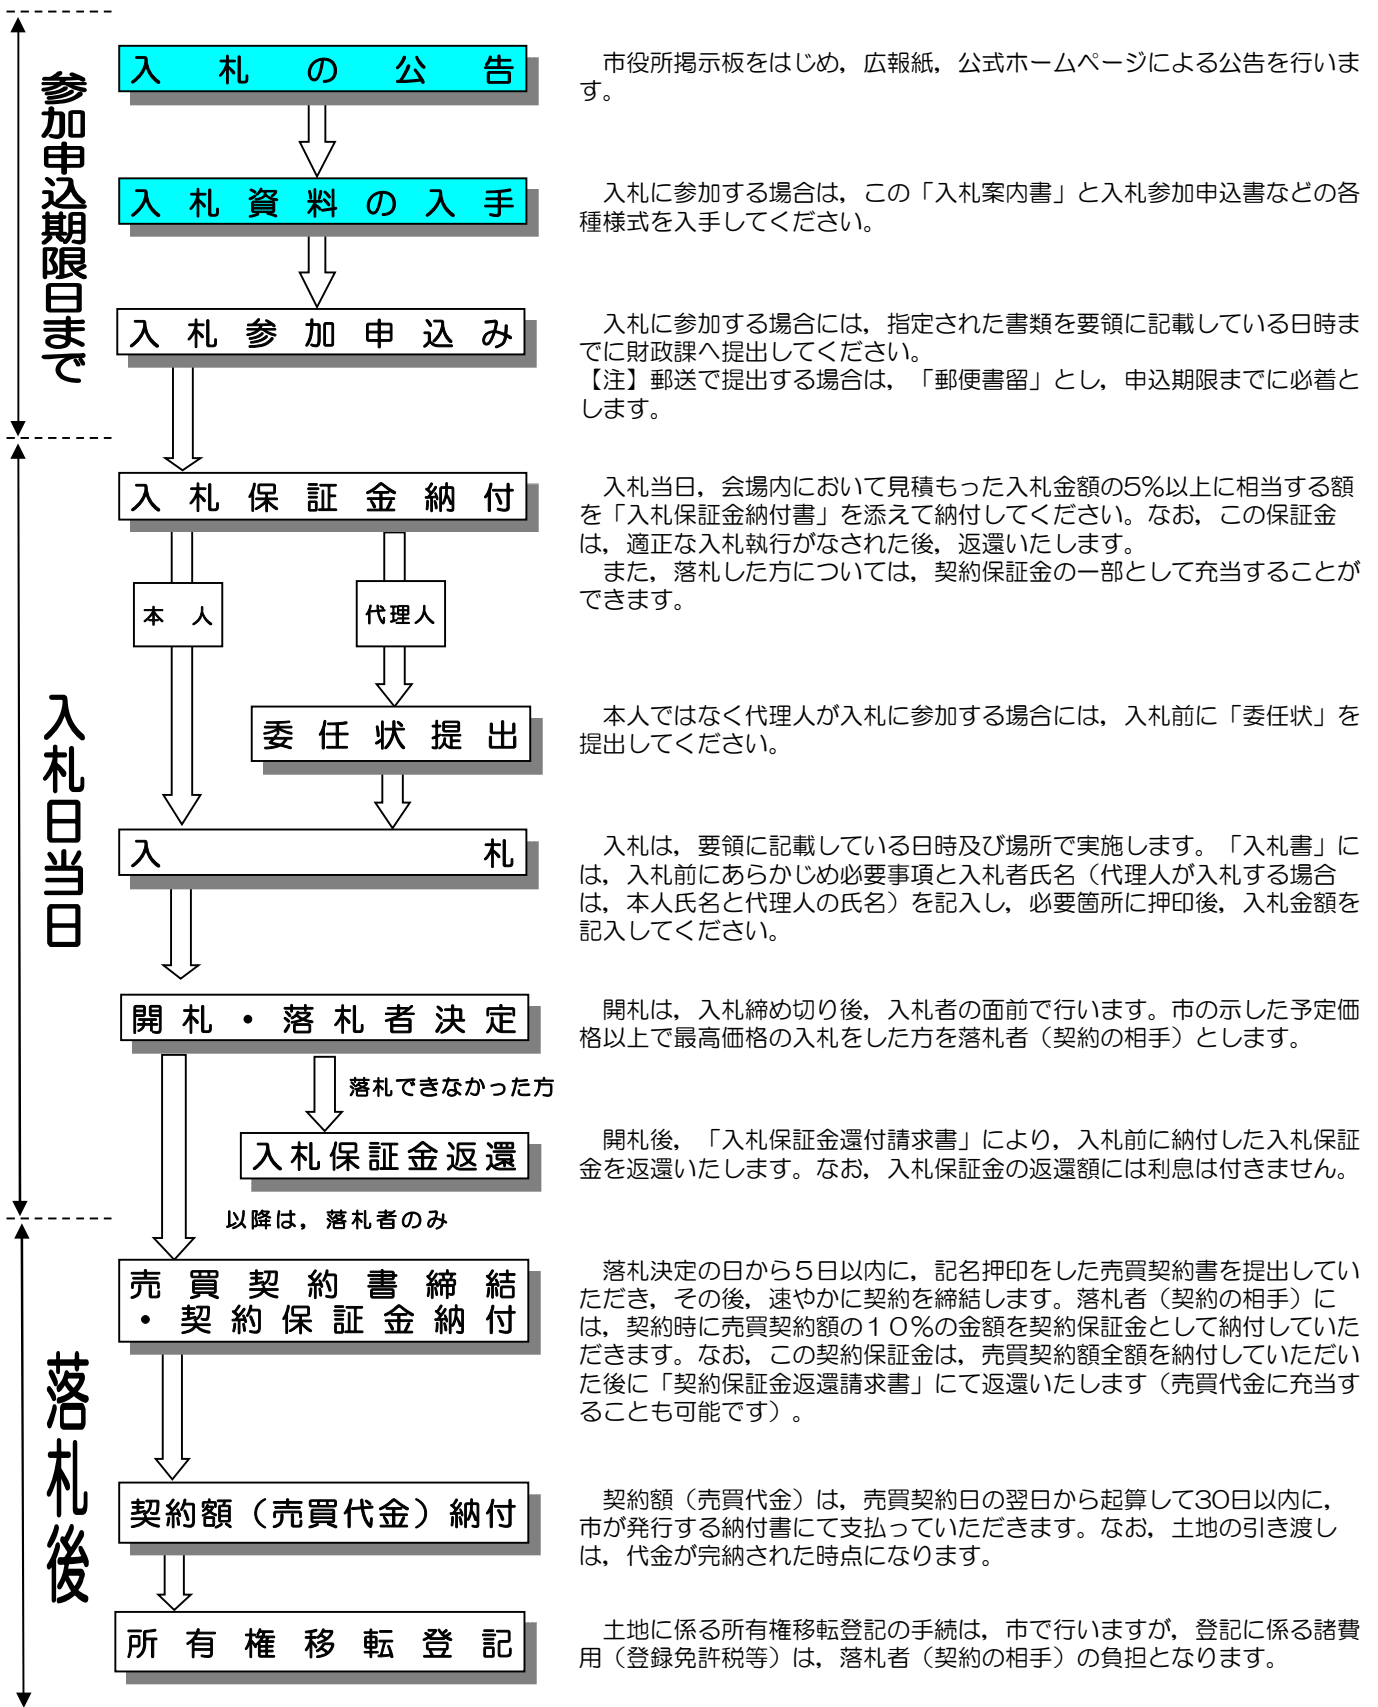 参加申込期限日まで
入札の公告
市役所掲示板をはじめ，広報紙，公式ホームページによる公告を行いま
す。
入札資料の入手
入札に参加する場合は，この「入札案内書」と入札参加申込書などの各
種様式を入手してください。
入札参加申込み
入札に参加する場合には，指定された書類を要領に記載している日時ま
でに財政課へ提出してください。
【注】郵送で提出する場合は，「郵便書留」とし，申込期限までに必着と
します。
入札日当日
入札保証金納付
入札当日，会場内において見積もった入札金額の5%以上に相当する額
を「入札保証金納付書」を添えて納付してください。なお，この保証金
は，適正な入札執行がなされた後，返還いたします。
また，落札した方については，契約保証金の一部として充当することが
できます。
本　人
代理人
委任状提出
本人ではなく代理人が入札に参加する場合には，入札前に「委任状」を
提出してください。
入　札
入札は，要領に記載している日時及び場所で実施します。「入札書」に
は，入札前にあらかじめ必要事項と入札者氏名（代理人が入札する場合
は，本人氏名と代理人の氏名）を記入し，必要箇所に押印後，入札金額を
記入してください。
開札・落札者決定
開札は，入札締め切り後，入札者の面前で行います。市の示した予定価
格以上で最高価格の入札をした方を落札者（契約の相手）とします。
落札できなかった方
入札保証金返還
開札後，「入札保証金還付請求書」により，入札前に納付した入札保証
金を返還いたします。なお，入札保証金の返還額には利息は付きません。
以降は，落札者のみ
落札後
売買契約書締結
・契約保証金納付
落札決定の日から５日以内に，記名押印をした売買契約書を提出してい
ただき，その後，速やかに契約を締結します。落札者（契約の相手）に
は，契約時に売買契約額の１０％の金額を契約保証金として納付していた
だきます。なお，この契約保証金は，売買契約額全額を納付していただい
た後に「契約保証金返還請求書」にて返還いたします（売買代金に充当す
ることも可能です）。
契約額（売買代金）納付
契約額（売買代金）は，売買契約日の翌日から起算して30日以内に，
市が発行する納付書にて支払っていただきます。なお，土地の引き渡し
は，代金が完納された時点になります。
所有権移転登記
土地に係る所有権移転登記の手続は，市で行いますが，登記に係る諸費
用（登録免許税等）は，落札者（契約の相手）の負担となります。